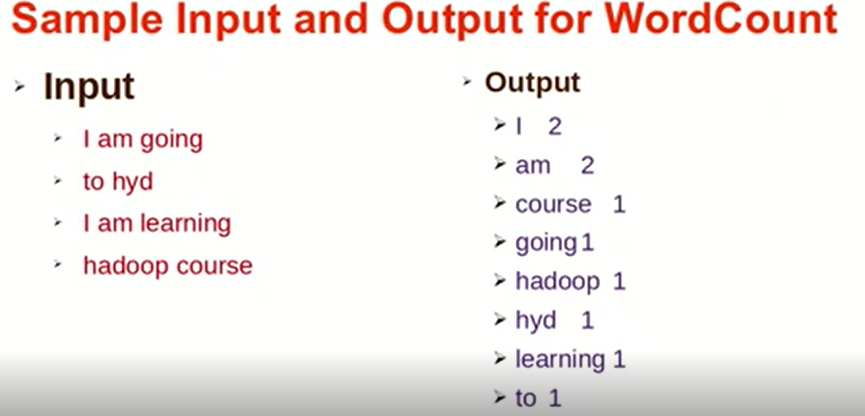 Sample Input and Output for WordCount
Input
I am going
to hyd
I am learning
hadoop course
Output
I 2
am 2
course 1
going 1
hadoop 1
hyd 1
learning 1
to 1